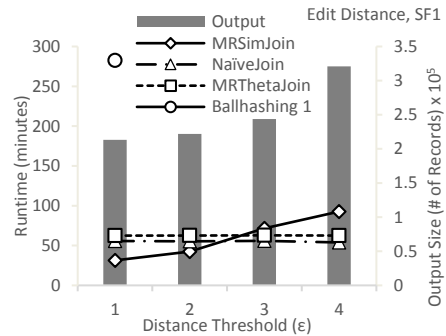 Edit Distance, SF1
Output
MRSimJoin
NaïveJoin
MRThetaJoin
Ballhashing 1
Runtime (minutes)
300
250
200
150
100
50
0
1 2 3 4
Distance Threshold (ε)
3.5
3
2.5
2
1.5
1
0.5
0
Output Size (# of Records) x 10⁵